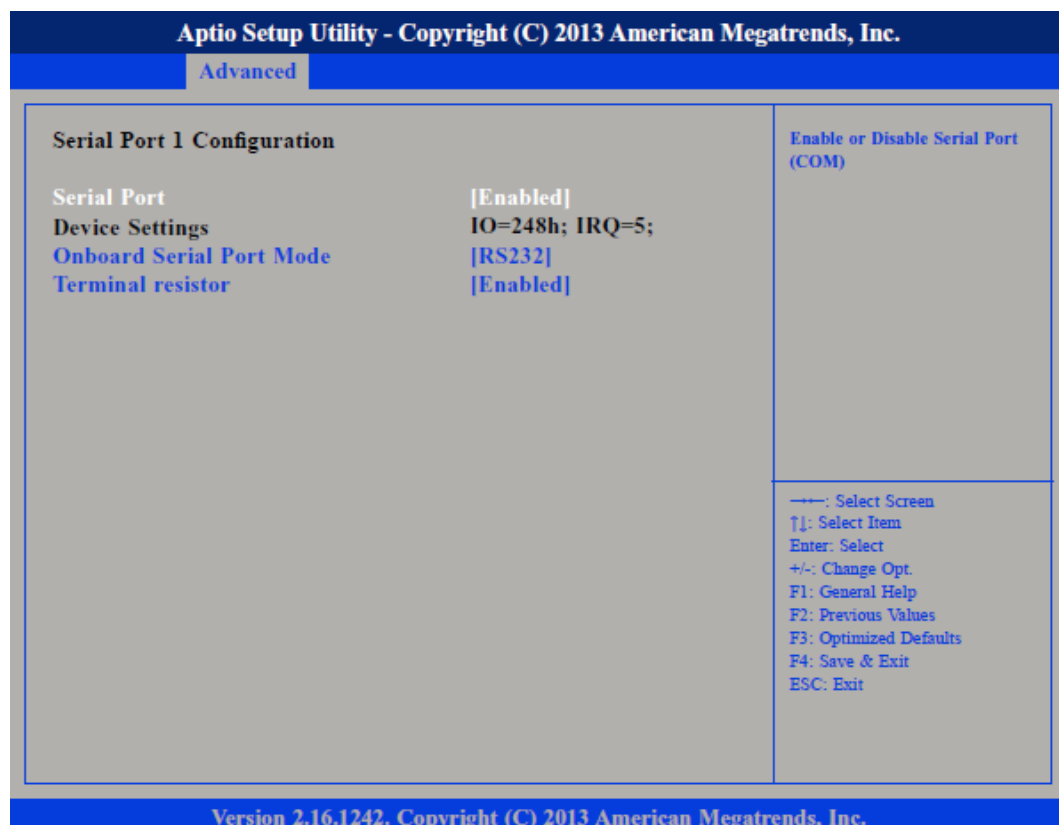 Aptio Setup Utility - Copyright (C) 2013 American Megatrends, Inc.
Advanced
Serial Port 1 Configuration
Serial Port [Enabled]
Device Settings IO=248h; IRQ=5;
Onboard Serial Port Mode [RS232]
Terminal resistor [Enabled]
Enable or Disable Serial Port
(COM)
→←: Select Screen
↑↓: Select Item
Enter: Select
+/-: Change Opt.
F1: General Help
F2: Previous Values
F3: Optimized Defaults
F4: Save & Exit
ESC: Exit
Version 2.16.1242. Copyright (C) 2013 American Megatrends, Inc.